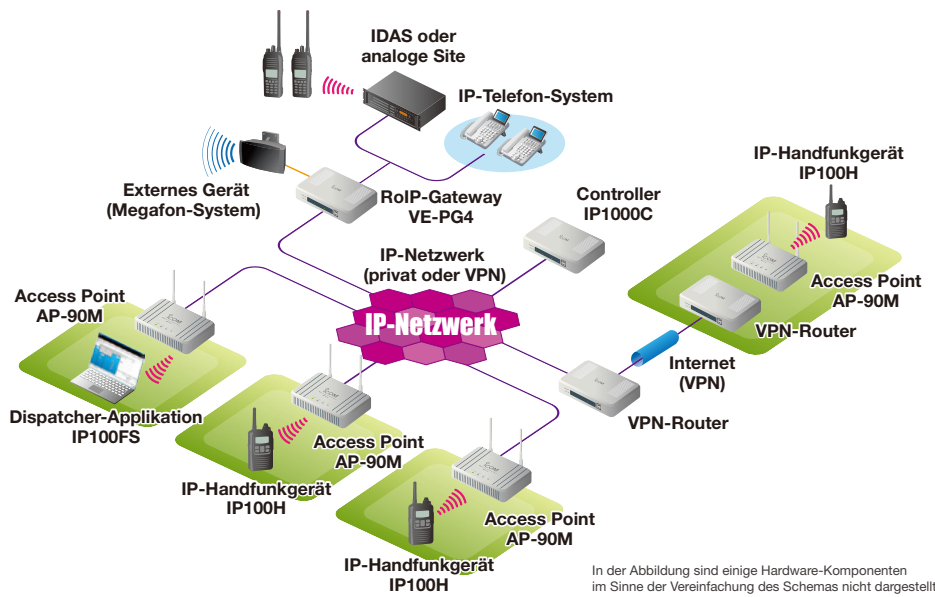 IDAS oder
analoge Site
IP-Telefon-System
Externes Gerät
(Megafon-System)
RoIP-Gateway
VE-PG4
Controller
IP1000C
IP-Handfunkgerät
IP100H
IP-Netzwerk
(privat oder VPN)
Access Point
AP-90M
Access Point
AP-90M
IP-Netzwerk
VPN-Router
Internet
(VPN)
Dispatcher-Applikation
IP100FS
VPN-Router
Access Point
AP-90M
IP-Handfunkgerät
IP100H
Access Point
AP-90M
IP-Handfunkgerät
IP100H
In der Abbildung sind einige Hardware-Komponenten
im Sinne der Vereinfachung des Schemas nicht dargestellt